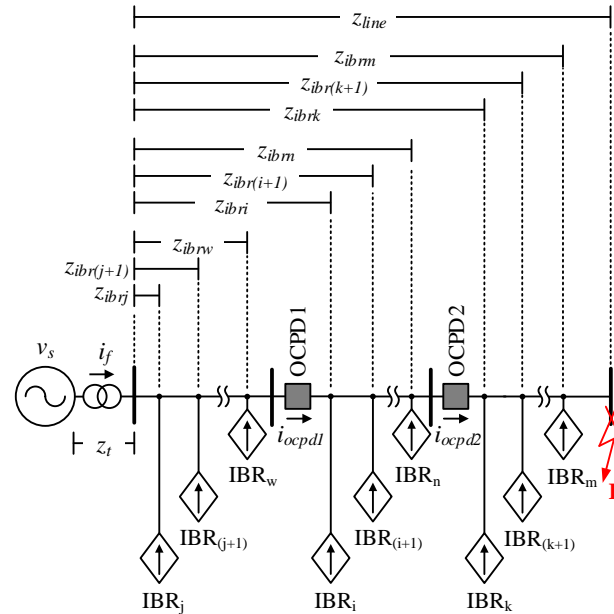 z_line
z_ibrm
z_ibr(k+1)
z_ibrk
z_ibrn
z_ibr(i+1)
z_ibri
z_ibrw
z_ibr(j+1)
z_ibrj
OCPD1
OCPD2
v_s
i_f
z_t
i_ocpd1
i_ocpd2
IBR_w
IBR_n
IBR_m
IBR_(j+1)
IBR_(i+1)
IBR_(k+1)
IBR_j
IBR_i
IBR_k